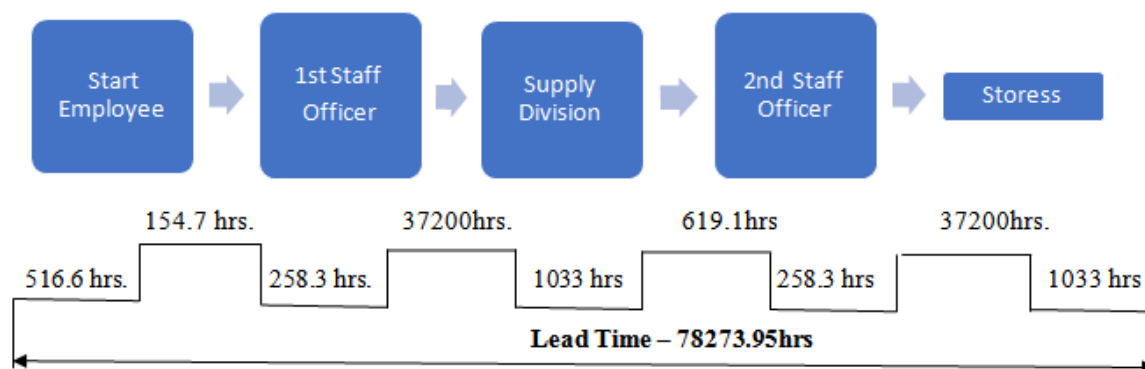 Start
Employee
1st Staff
Officer
Supply
Division
2nd Staff
Officer
Storess
154.7 hrs.
37200hrs.
619.1hrs
37200hrs.
516.6 hrs.
258.3 hrs.
1033 hrs
258.3 hrs
1033 hrs
Lead Time – 78273.95hrs